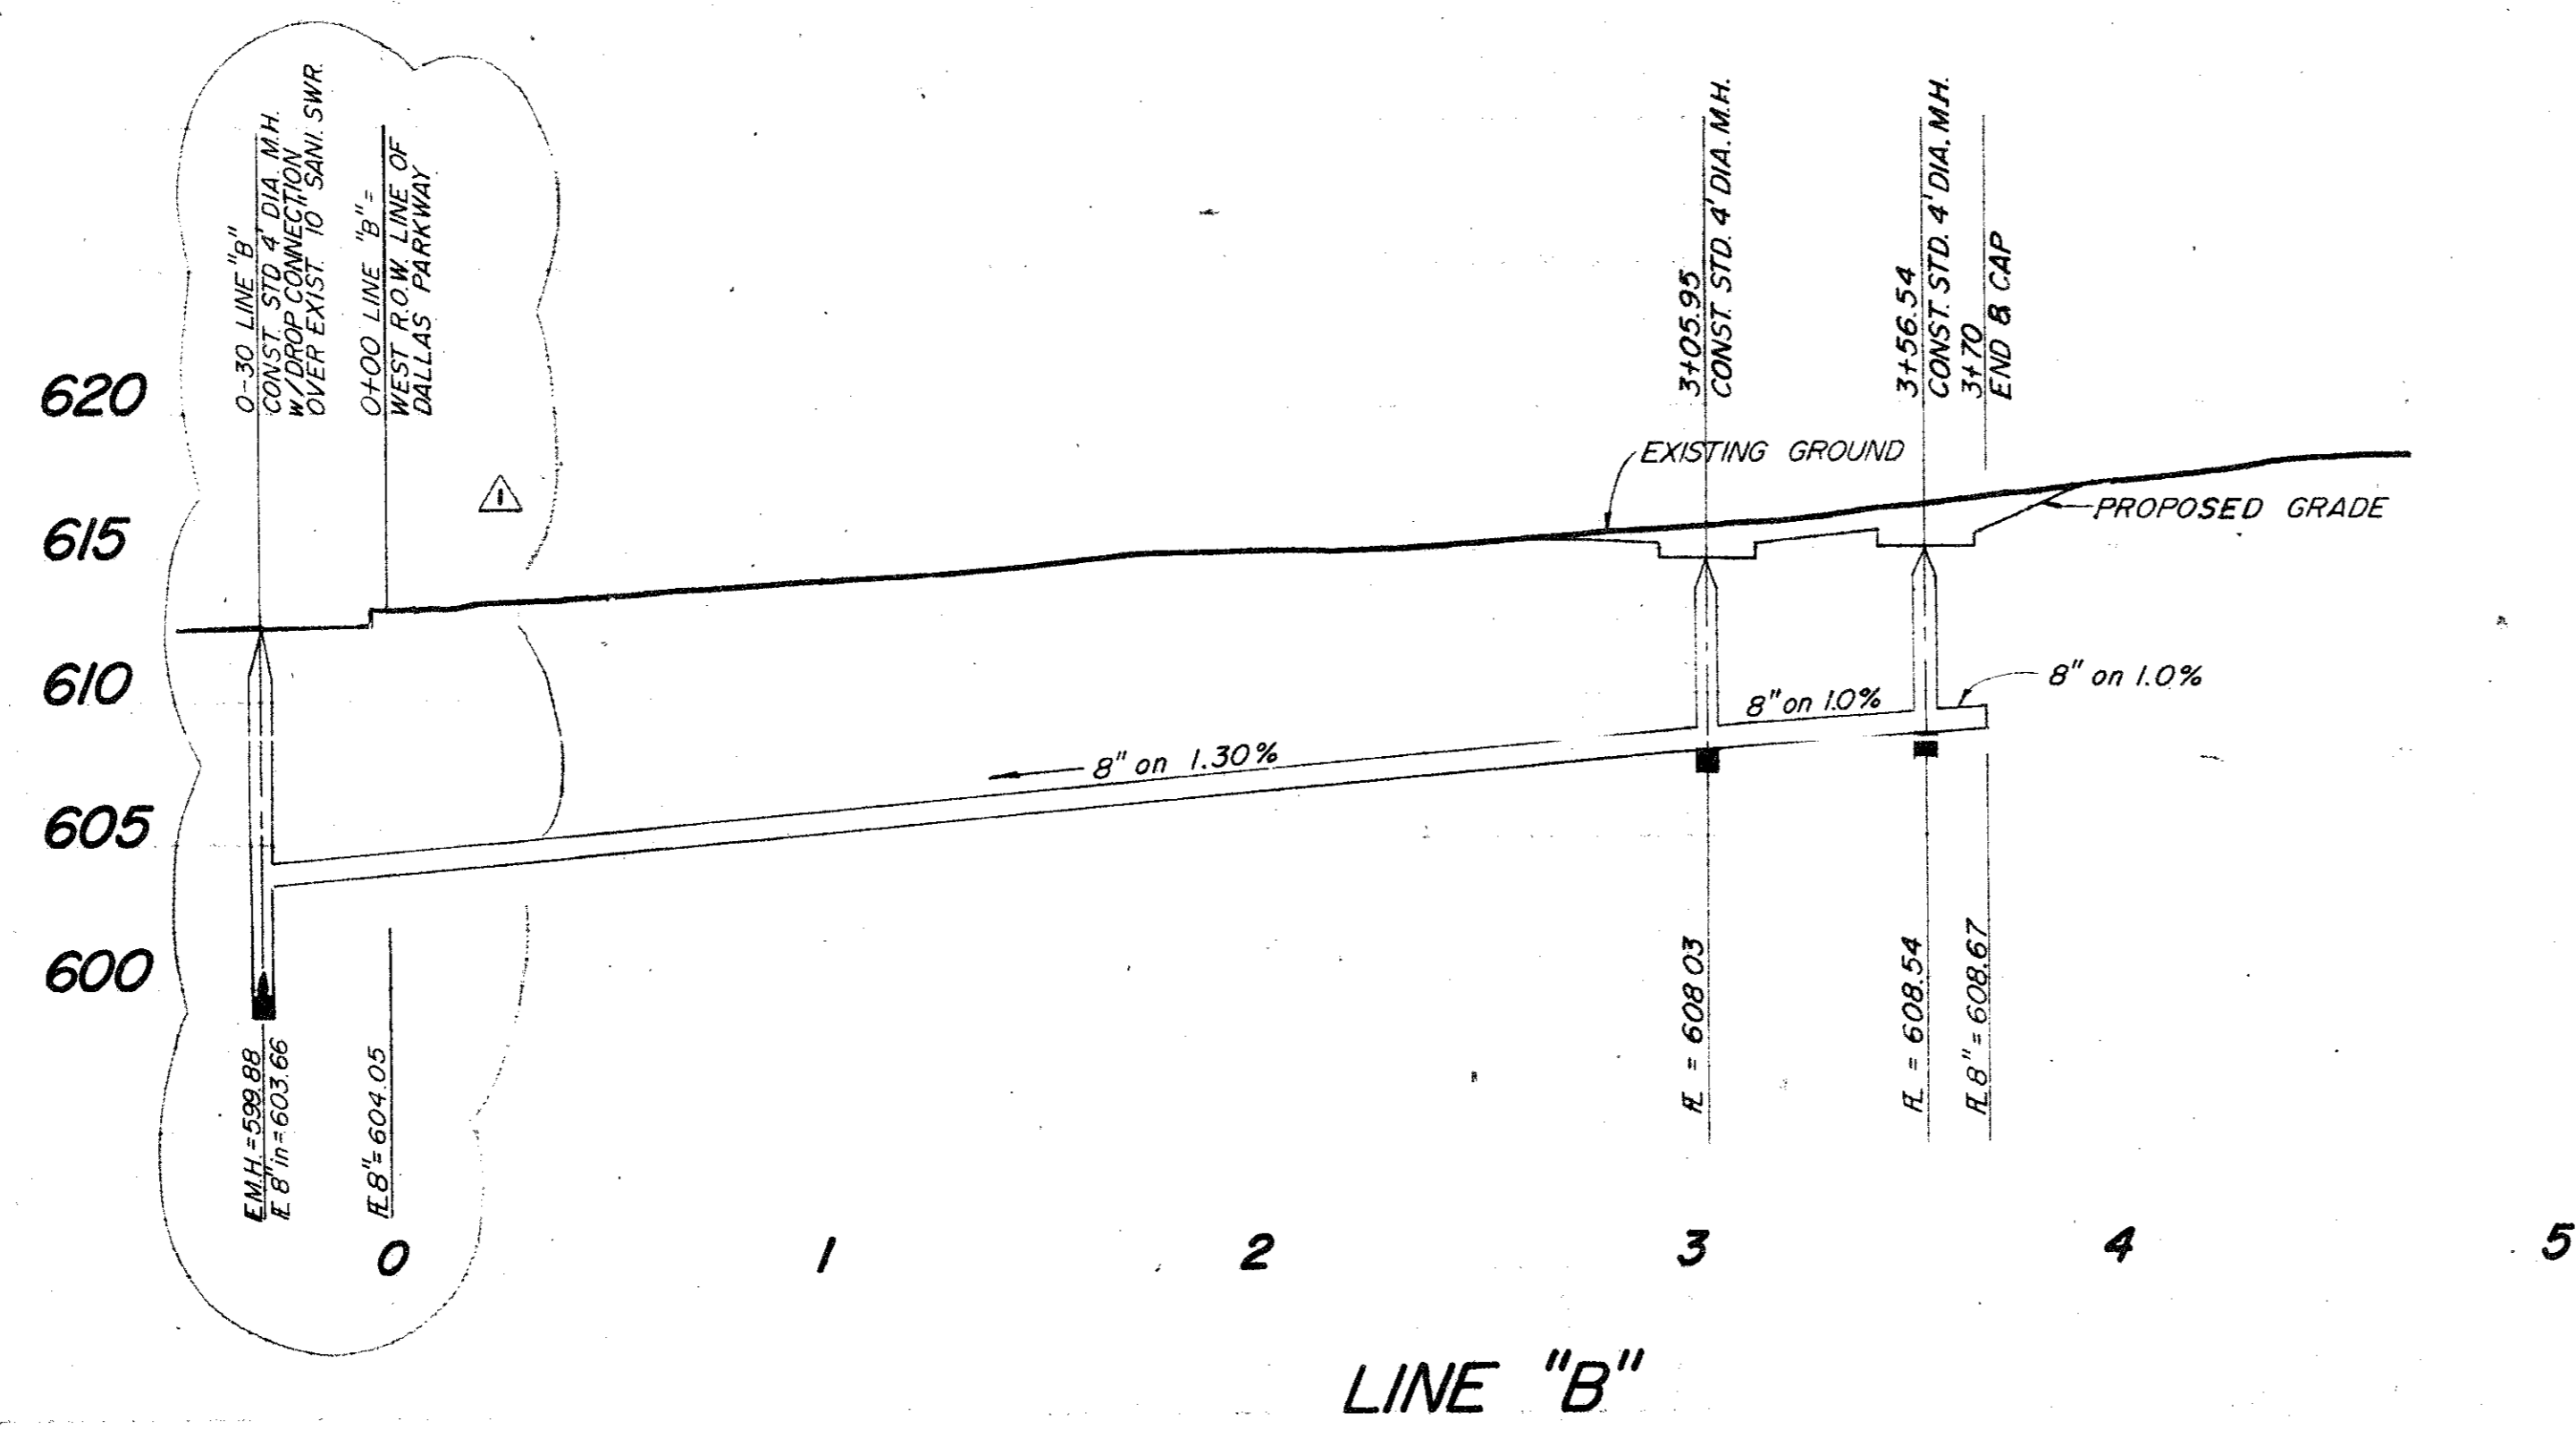 0-30 LINE "B"
CONST. STD 4' DIA. M.H.
W/DROP CONNECTION
OVER EXIST. 10" SANI. SWR.
0+00 LINE "B"=
WEST R.O.W. LINE OF
DALLAS PARKWAY
3+05.95
CONST. STD. 4' DIA. M.H.
3+56.54
CONST. STD. 4' DIA. M.H.
3+70
END & CAP
620
EXISTING GROUND
1
615
PROPOSED GRADE
610
8" on 1.0%
8" on 1.0%
8" on 1.30%
605
600
E.M.H.=599.88
FL 8" in=603.66
FL 8"=604.05
FL = 608.03
FL = 608.54
FL 8"=608.67
0 1 2 3 4 5
LINE "B"